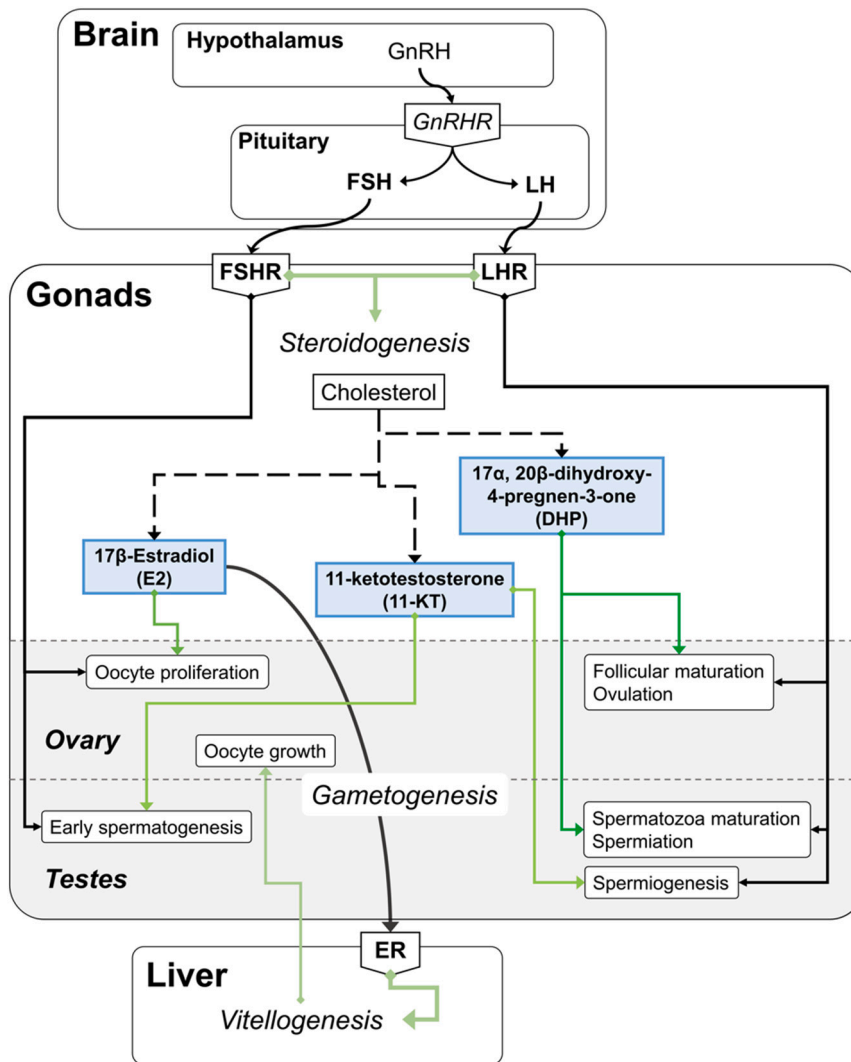 Brain
Hypothalamus
GnRH
GnRHR
Pituitary
FSH
LH
FSHR
LHR
Gonads
Steroidogenesis
Cholesterol
17α, 20β-dihydroxy-
4-pregnen-3-one
(DHP)
17β-Estradiol
(E2)
11-ketotestosterone
(11-KT)
Oocyte proliferation
Follicular maturation
Ovulation
Ovary
Oocyte growth
Gametogenesis
Early spermatogenesis
Spermatozoa maturation
Spermiation
Testes
Spermiogenesis
ER
Liver
Vitellogenesis